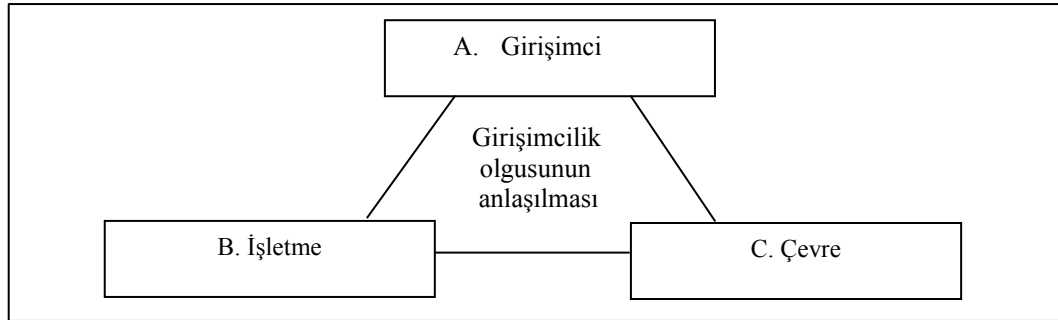 A. Girişimci
Girişimcilik
olgusunun
anlaşılması
B. İşletme
C. Çevre